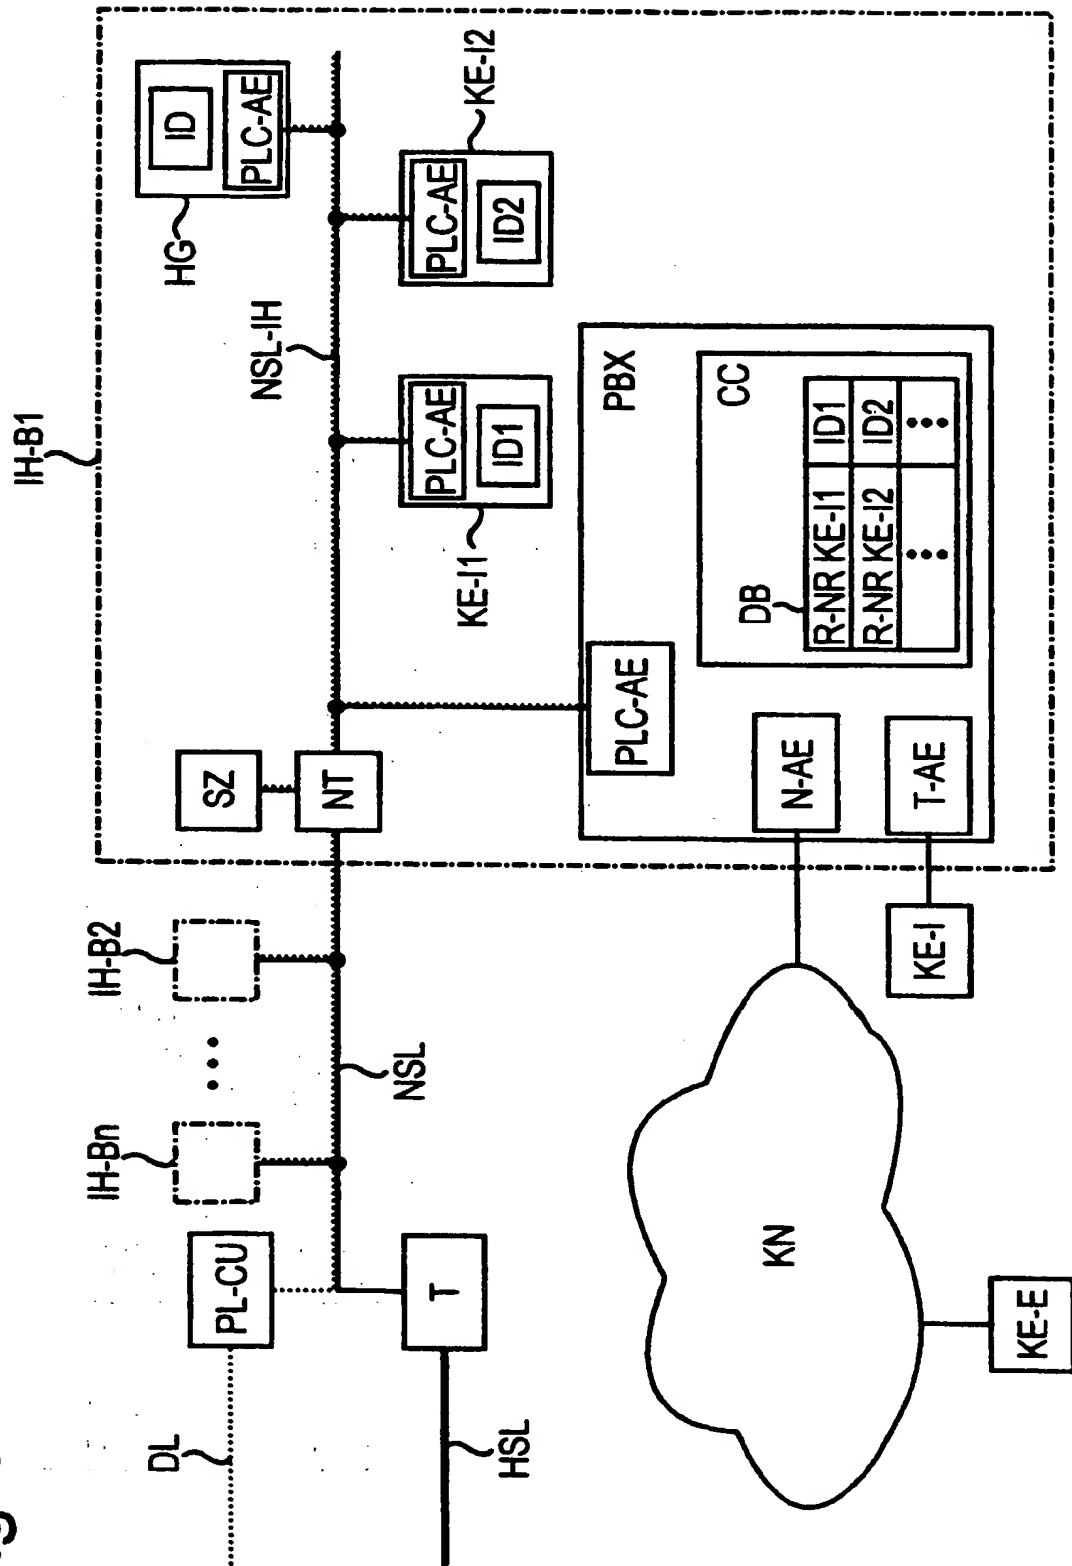 IH-B1
IH-Bn
IH-B2
DL
HG
ID
SZ
PL-CU
PLC-AE
NSL-IH
NT
NSL
T
PLC-AE
PLC-AE
KE-I1
KE-I2
ID1
ID2
HSL
PBX
PLC-AE
CC
DB
KN
N-AE
R-NR KE-I1 ID1
R-NR KE-I2 ID2
KE-I
T-AE
KE-E